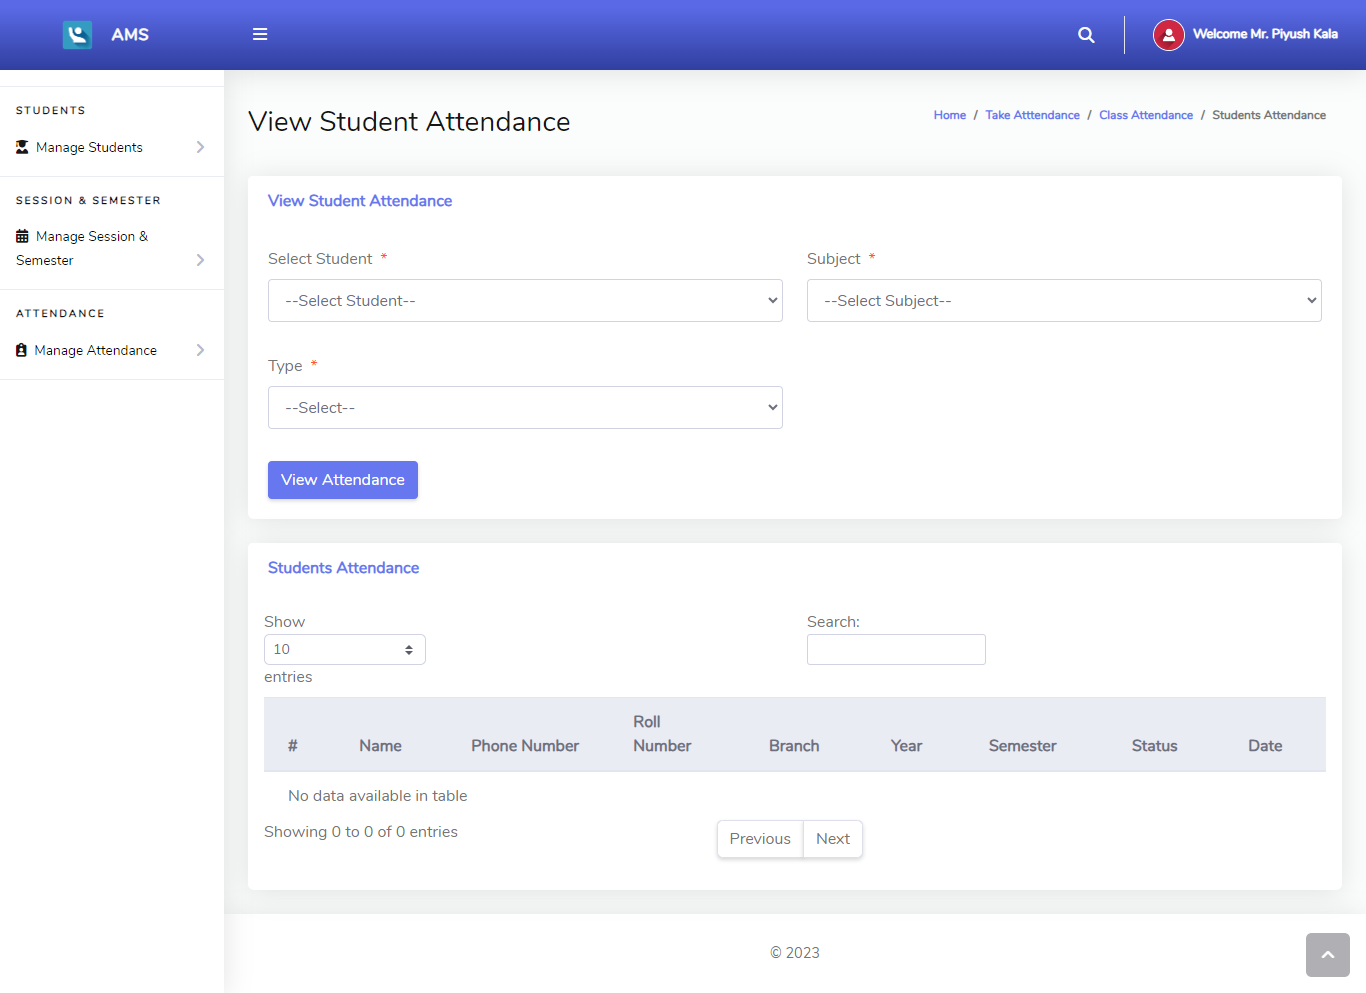 AMS
Welcome Mr. Piyush Kala
STUDENTS
Manage Students
SESSION & SEMESTER
Manage Session &
Semester
ATTENDANCE
Manage Attendance
View Student Attendance
Home / Take Atttendance / Class Attendance / Students Attendance
View Student Attendance
Select Student *
Subject *
--Select Student--
--Select Subject--
Type *
--Select--
View Attendance
Students Attendance
Show
10
entries
Search:
# Name Phone Number Roll Number Branch Year Semester Status Date
No data available in table
Showing 0 to 0 of 0 entries
Previous Next
© 2023